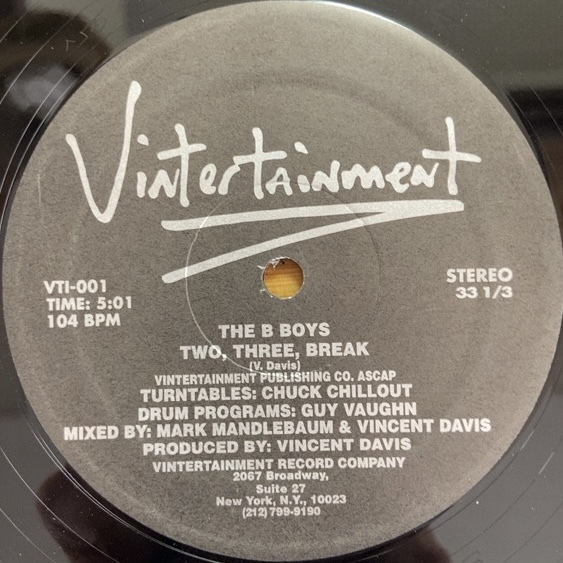 Vintertainment
VTI-001
TIME: 5:01
104 BPM
STEREO
33 1/3
THE B BOYS
TWO, THREE, BREAK
(V. Davis)
VINTERTAINMENT PUBLISHING CO. ASCAP
TURNTABLES: CHUCK CHILLOUT
DRUM PROGRAMS: GUY VAUGHN
MIXED BY: MARK MANDLEBAUM & VINCENT DAVIS
PRODUCED BY: VINCENT DAVIS
VINTERTAINMENT RECORD COMPANY
2067 Broadway,
Suite 27
New York, N.Y., 10023
(212) 799-9190